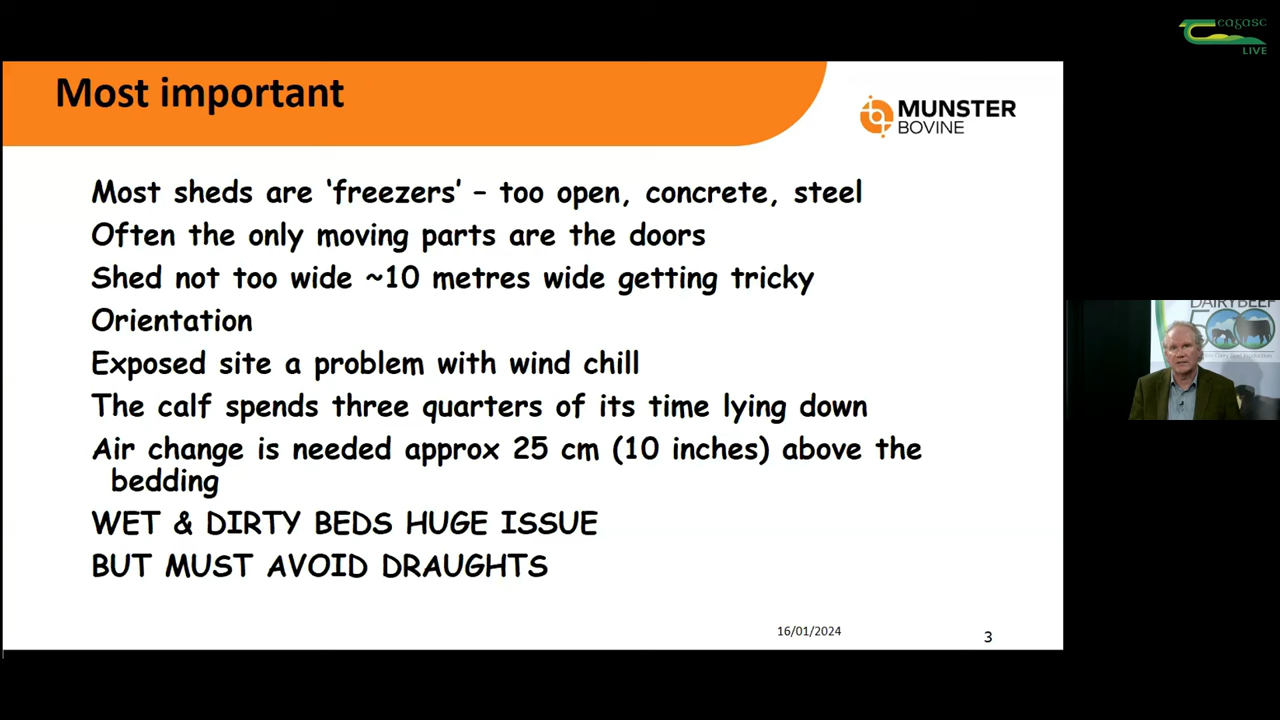 eagasc
LIVE
Most important
MUNSTER
BOVINE
Most sheds are ‘freezers’ – too open, concrete, steel
Often the only moving parts are the doors
Shed not too wide ~10 metres wide getting tricky
Orientation
Exposed site a problem with wind chill
The calf spends three quarters of its time lying down
Air change is needed approx 25 cm (10 inches) above the
bedding
WET & DIRTY BEDS HUGE ISSUE
BUT MUST AVOID DRAUGHTS
16/01/2024
3
DAIRYBEEF
500